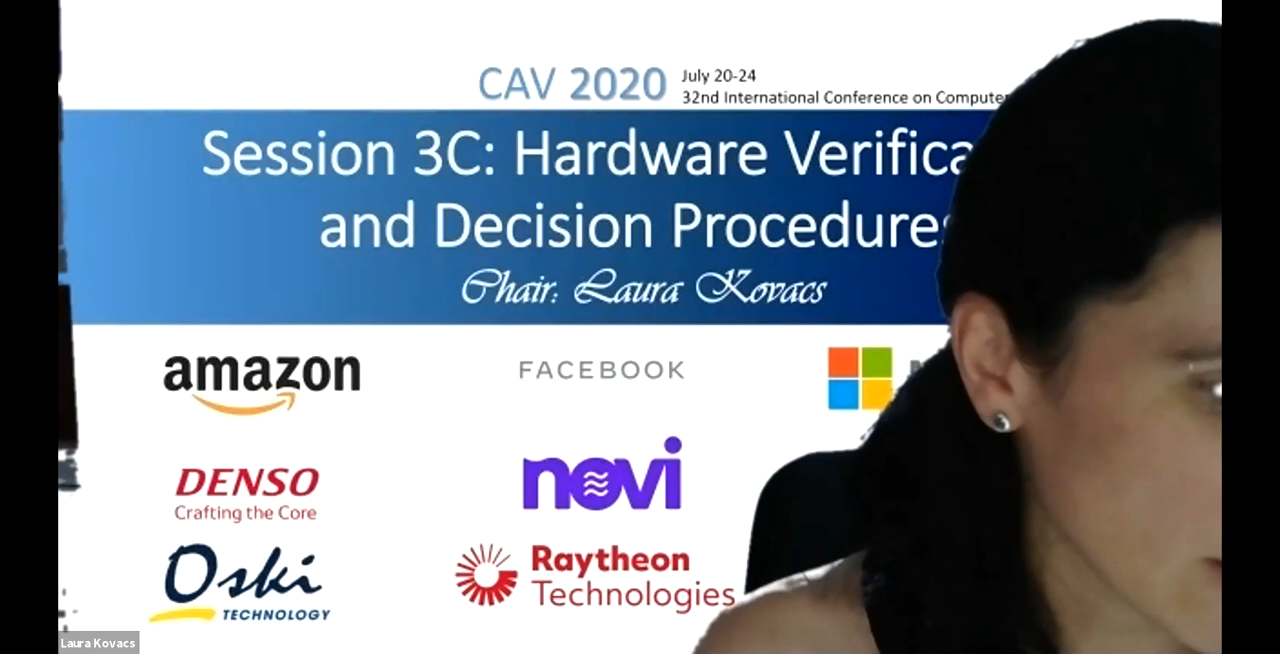 CAV 2020
July 20-24
32nd International Conference on Computer
Session 3C: Hardware Verifica
and Decision Procedures
Chair: Laura Kovacs
amazon
FACEBOOK
DENSO
Crafting the Core
novi
Oski
TECHNOLOGY
Raytheon
Technologies
Laura Kovacs